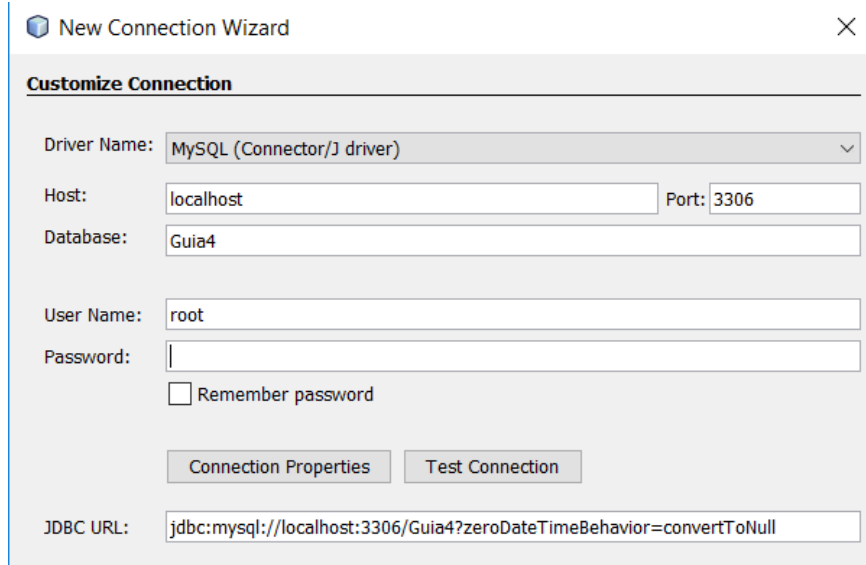 New Connection Wizard
Customize Connection
Driver Name: MySQL (Connector/J driver)
Host: localhost Port: 3306
Database: Guia4
User Name: root
Password:
Remember password
Connection Properties Test Connection
JDBC URL: jdbc:mysql://localhost:3306/Guia4?zeroDateTimeBehavior=convertToNull